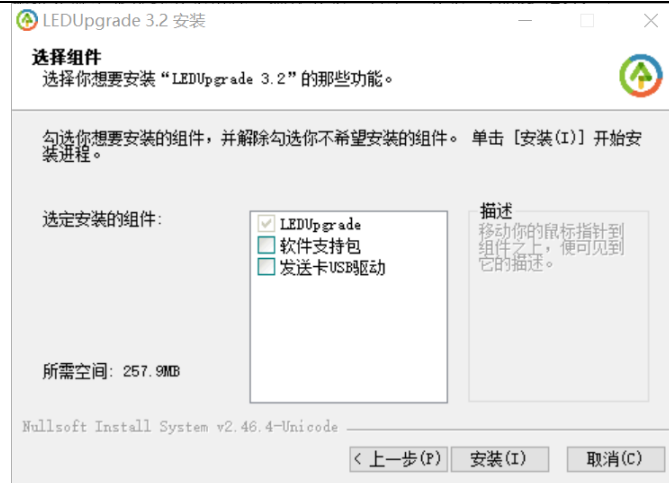 LEDUpgrade 3.2 安装
选择组件
选择你想要安装“LEDUpgrade 3.2”的那些功能。
勾选你想要安装的组件，并解除勾选你不希望安装的组件。 单击 [安装(I)] 开始安
装进程。
选定安装的组件:
LEDUpgrade
软件支持包
发送卡USB驱动
描述
移动你的鼠标指针到
组件之上，便可见到
它的描述。
所需空间: 257.9MB
Nullsoft Install System v2.46.4-Unicode
< 上一步(P)
安装(I)
取消(C)